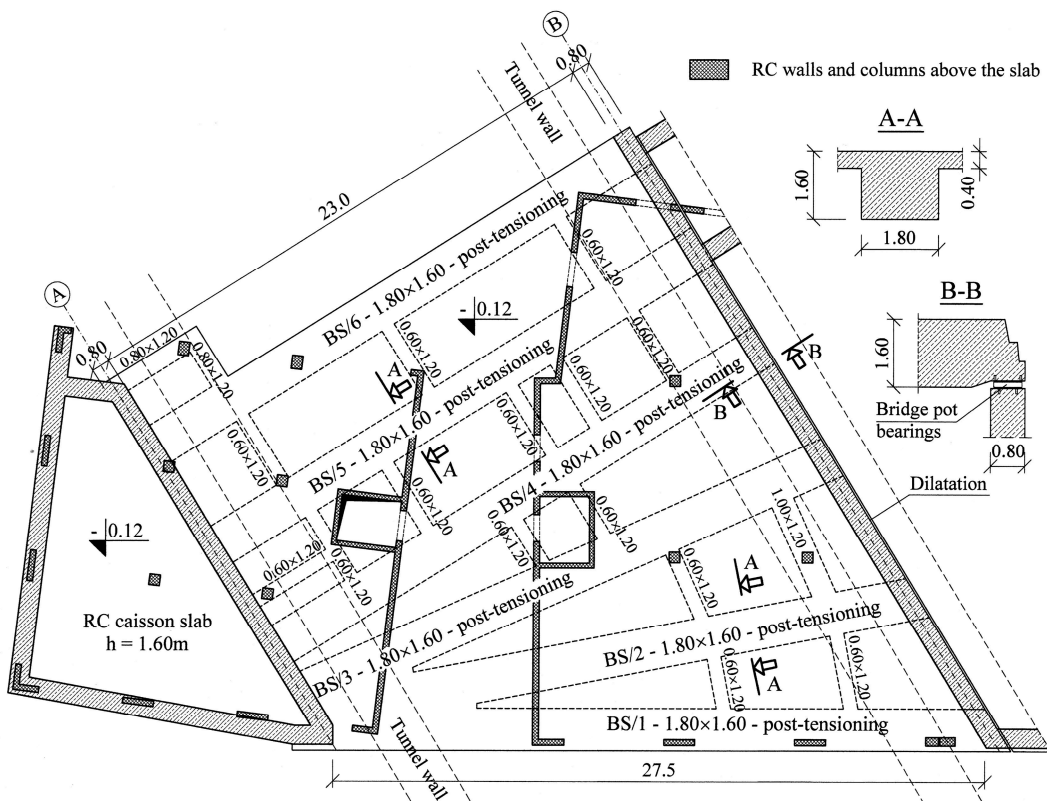 B
0.80
Tunnel wall
RC walls and columns above the slab
A-A
1.60
0.40
1.80
23.0
BS/6 - 1.80×1.60 - post-tensioning
0.60×1.20
- 0.12
0.60×1.20
0.60×1.20
A
0.80
0.80×1.20
0.80×1.20
B-B
1.60
Bridge pot
bearings
0.80
Dilatation
B
B
A
A
BS/5 - 1.80×1.60 - post-tensioning
0.60×1.20
0.60×1.20
0.60×1.20
BS/4 - 1.80×1.60 - post-tensioning
0.60×1.20
0.60×1.20
0.60×1.20
0.60×1.20
0.60×1.20
0.60×1.20
1.00×1.20
- 0.12
RC caisson slab
h = 1.60m
BS/3 - 1.80×1.60 - post-tensioning
0.60×1.20
A
BS/2 - 1.80×1.60 - post-tensioning
A
0.60×1.20
0.60×1.20
BS/1 - 1.80×1.60 - post-tensioning
Tunnel wall
27.5